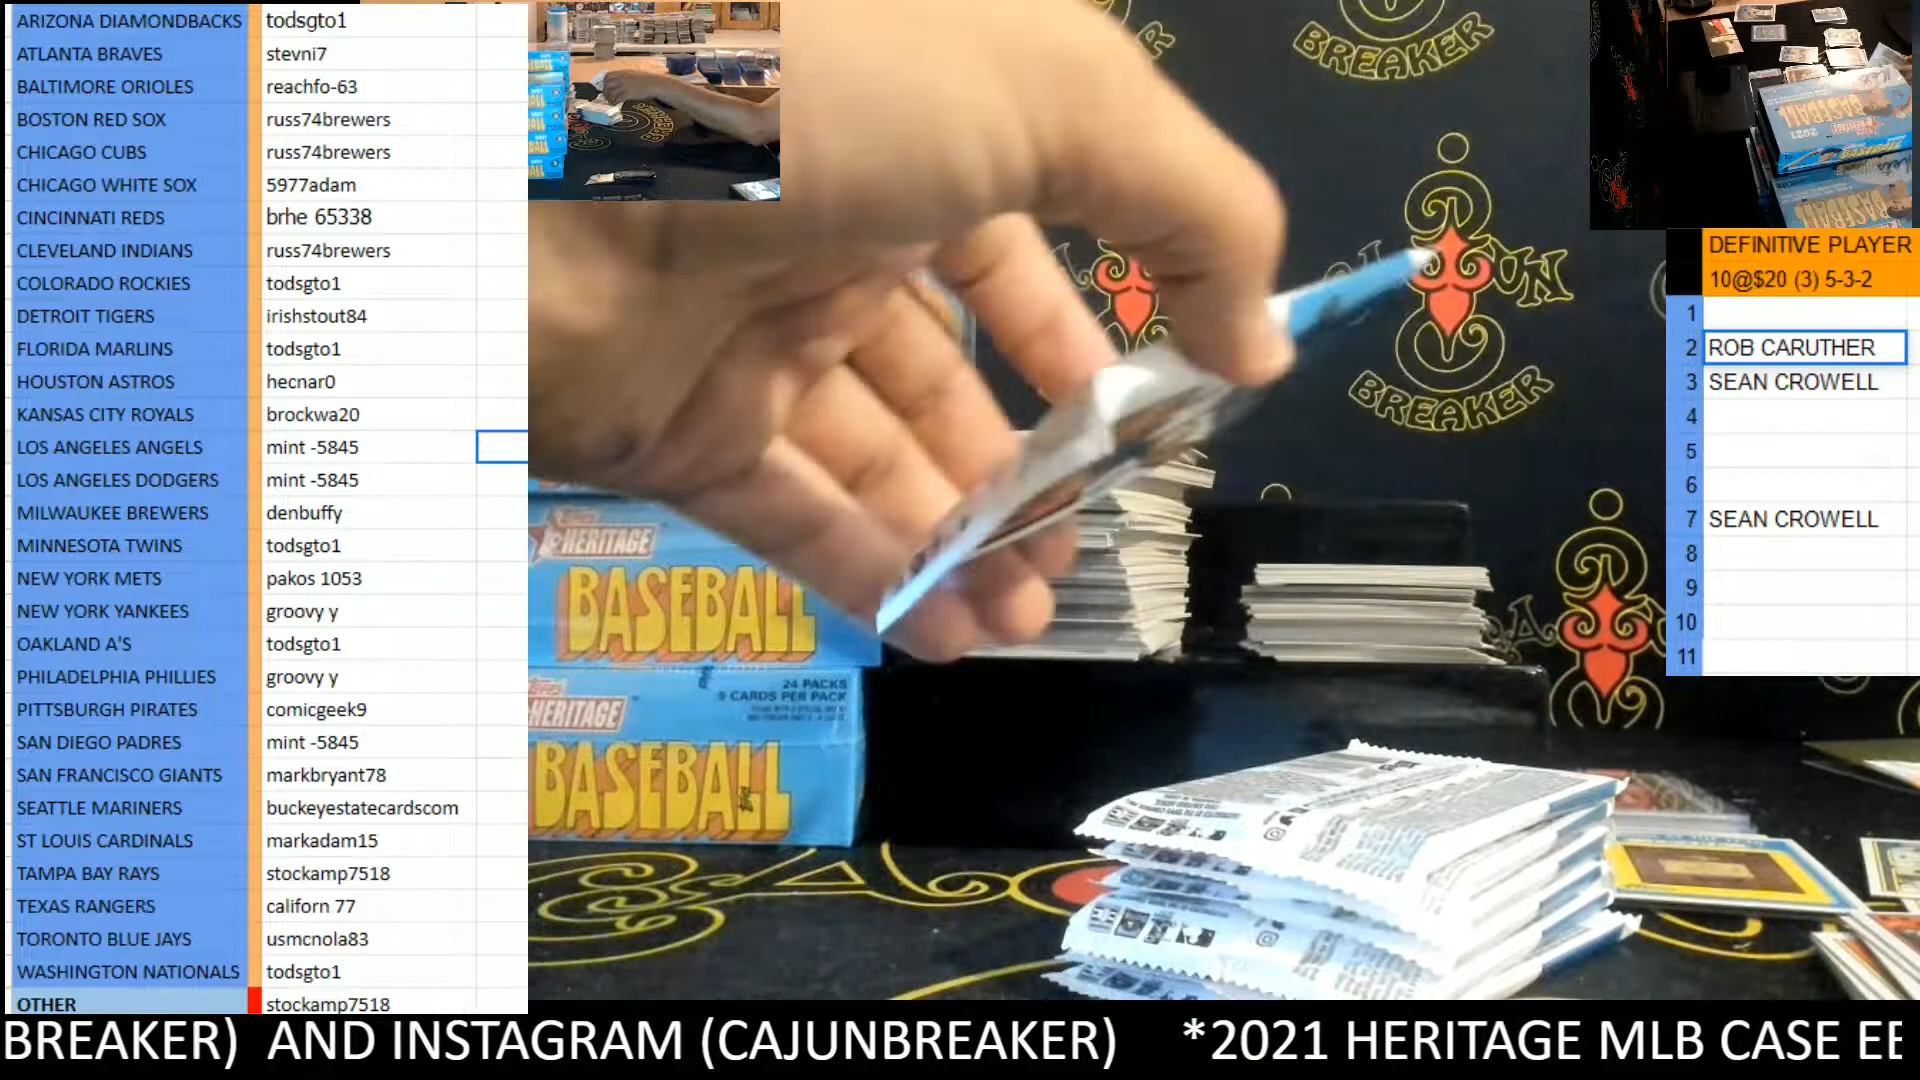 ARIZONA DIAMONDBACKS todsgto1
ATLANTA BRAVES stevni7
BALTIMORE ORIOLES reachfo-63
BOSTON RED SOX russ74brewers
CHICAGO CUBS russ74brewers
CHICAGO WHITE SOX 5977adam
CINCINNATI REDS brhe 65338
CLEVELAND INDIANS russ74brewers
COLORADO ROCKIES todsgto1
DETROIT TIGERS irishstout84
FLORIDA MARLINS todsgto1
HOUSTON ASTROS hecnar0
KANSAS CITY ROYALS brockwa20
LOS ANGELES ANGELS mint -5845
LOS ANGELES DODGERS mint -5845
MILWAUKEE BREWERS denbuffy
MINNESOTA TWINS todsgto1
NEW YORK METS pakos 1053
NEW YORK YANKEES groovy y
OAKLAND A'S todsgto1
PHILADELPHIA PHILLIES groovy y
PITTSBURGH PIRATES comicgeek9
SAN DIEGO PADRES mint -5845
SAN FRANCISCO GIANTS markbryant78
SEATTLE MARINERS buckeyestatecardscom
ST LOUIS CARDINALS markadam15
TAMPA BAY RAYS stockamp7518
TEXAS RANGERS californ 77
TORONTO BLUE JAYS usmcnola83
WASHINGTON NATIONALS todsgto1
OTHER stockamp7518
BREAKER
BREAKER
HERITAGE
BASEBALL
24 PACKS
9 CARDS PER PACK
HERITAGE
BASEBALL
2021
HERITAGE
BASEBALL
DEFINITIVE PLAYER
10@$20 (3) 5-3-2
1
2 ROB CARUTHER
3 SEAN CROWELL
4
5
6
7 SEAN CROWELL
8
9
10
11
BREAKER) AND INSTAGRAM (CAJUNBREAKER) *2021 HERITAGE MLB CASE